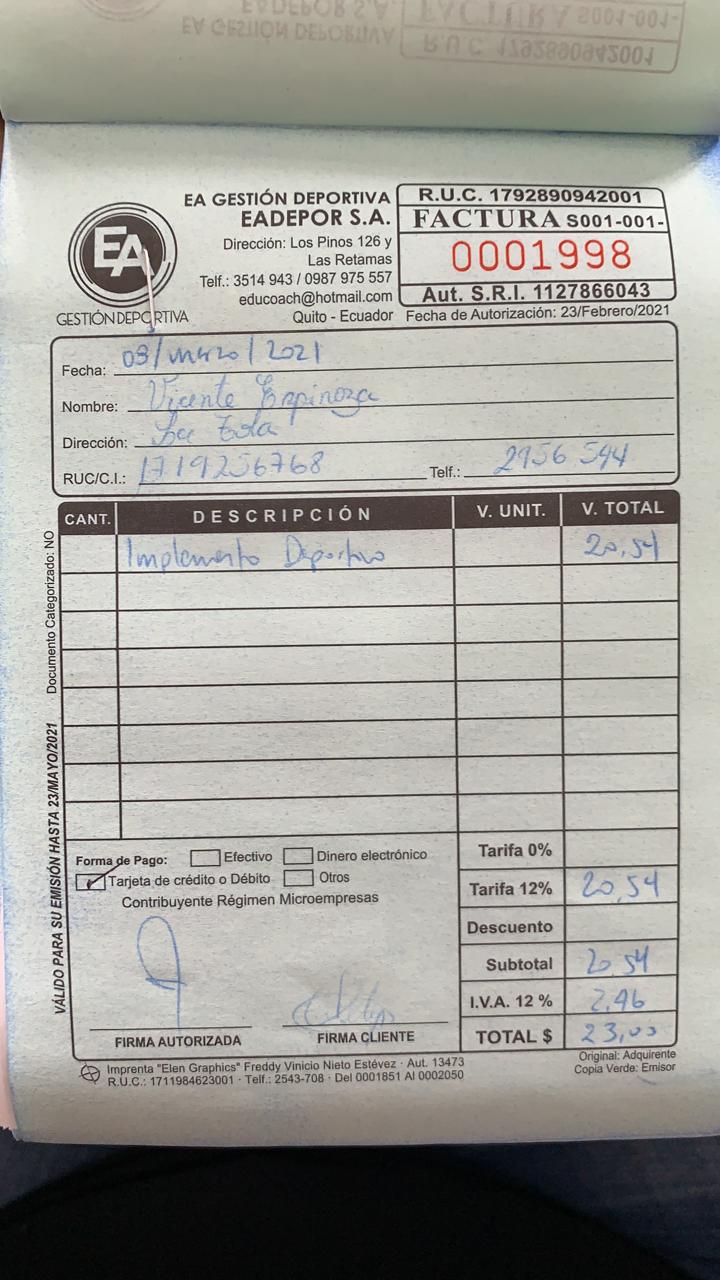 EA GESTIÓN DEPORTIVA
EADEPOR S.A.
Dirección: Los Pinos 126 y
Las Retamas
Telf.: 3514 943 / 0987 975 557
educoach@hotmail.com
Quito - Ecuador
EA
GESTIÓN DEPORTIVA
R.U.C. 1792890942001
FACTURA S001-001-
0001998
Aut. S.R.I. 1127866043
Fecha de Autorización: 23/Febrero/2021
Fecha: 03/marzo/2021
Nombre: Vicente Espinoza
Dirección: La Tola
RUC/C.I.: 1719256768 Telf.: 2956 544
CANT. DESCRIPCIÓN V. UNIT. V. TOTAL
Implemento Deportivo 20,54
Documento Categorizado: NO
VÁLIDO PARA SU EMISIÓN HASTA 23/MAYO/2021
Forma de Pago: Efectivo Dinero electrónico
Tarjeta de crédito o Débito Otros
Contribuyente Régimen Microempresas
Tarifa 0%
Tarifa 12% 20,54
Descuento
Subtotal 20 54
I.V.A. 12 % 2,46
TOTAL $ 23,00
FIRMA AUTORIZADA FIRMA CLIENTE
Imprenta "Elen Graphics" Freddy Vinicio Nieto Estévez · Aut. 13473
R.U.C.: 1711984623001 · Telf.: 2543-708 · Del 0001851 Al 0002050
Original: Adquirente
Copia Verde: Emisor